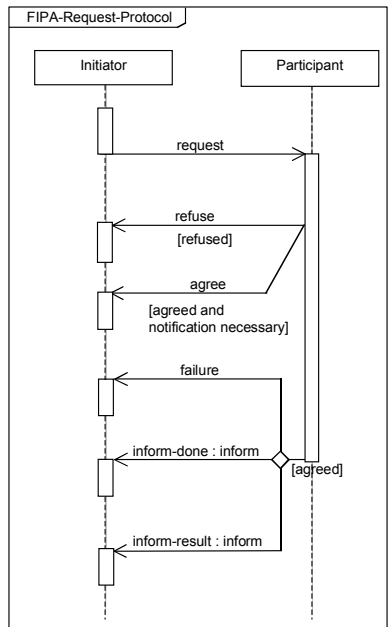 FIPA-Request-Protocol
Initiator
Participant
request
refuse
[refused]
agree
[agreed and
notification necessary]
failure
inform-done : inform
[agreed]
inform-result : inform